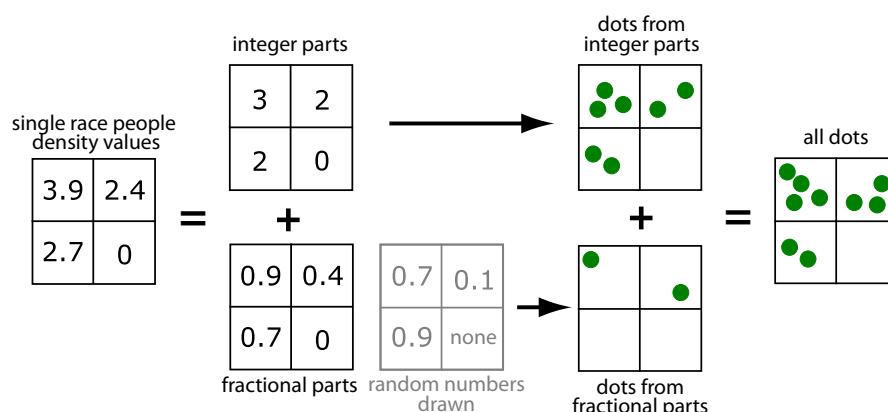 single race people
density values
3.9 2.4
2.7 0
=
integer parts
3 2
2 0
+
0.9 0.4
0.7 0
fractional parts
0.7 0.1
0.9 none
random numbers
drawn
dots from
integer parts
+
dots from
fractional parts
=
all dots